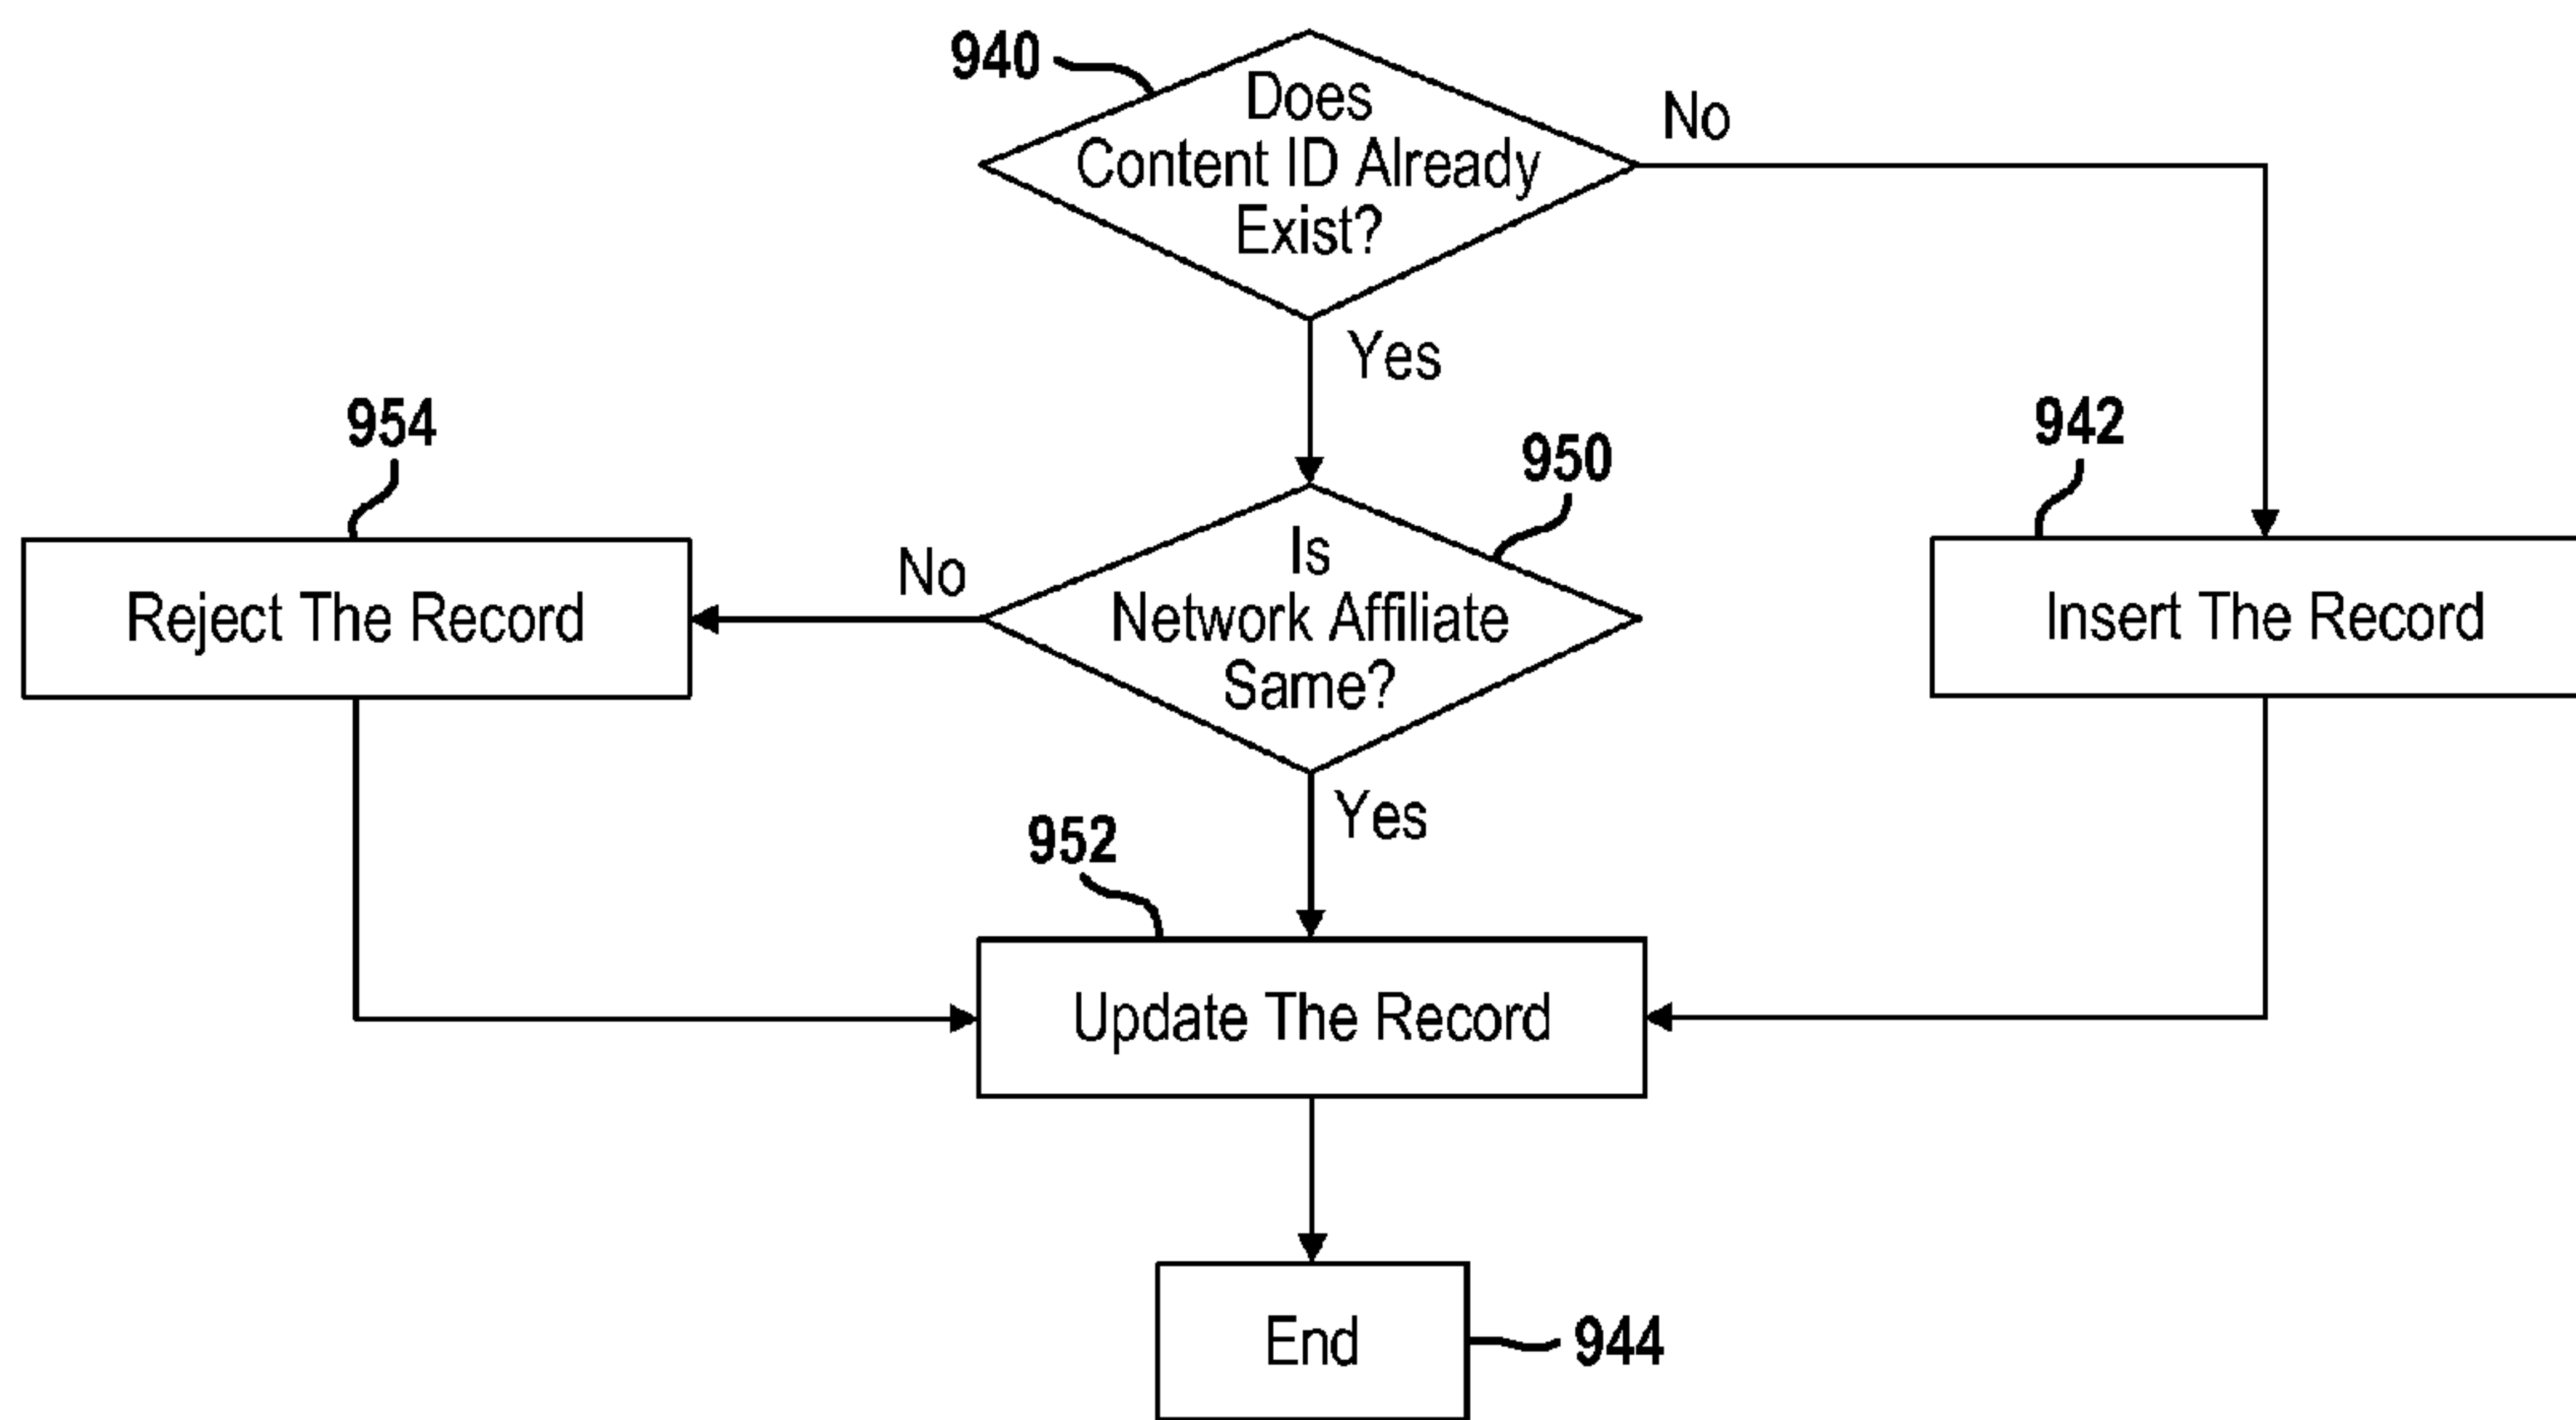 940
Does
Content ID Already
Exist?
No
Yes
954
950
942
Reject The Record
No
Is
Network Affiliate
Same?
Insert The Record
Yes
952
Update The Record
End
944